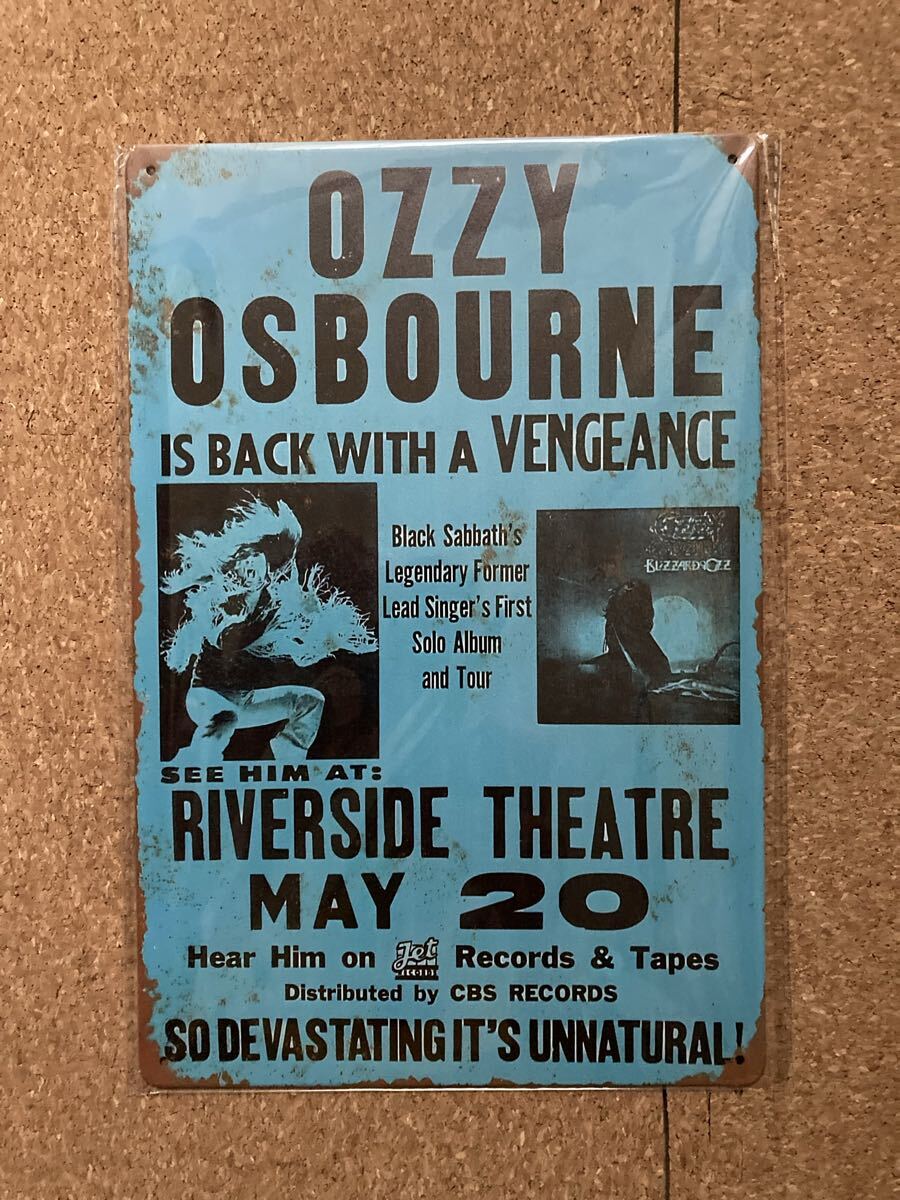 OZZY
OSBOURNE
IS BACK WITH A VENGEANCE
Black Sabbath's
Legendary Former
Lead Singer's First
Solo Album
and Tour
BLIZZARD OF OZZ
SEE HIM AT:
RIVERSIDE THEATRE
MAY 20
Hear Him on Jet RECORDS Records & Tapes
Distributed by CBS RECORDS
SO DEVASTATING IT'S UNNATURAL!